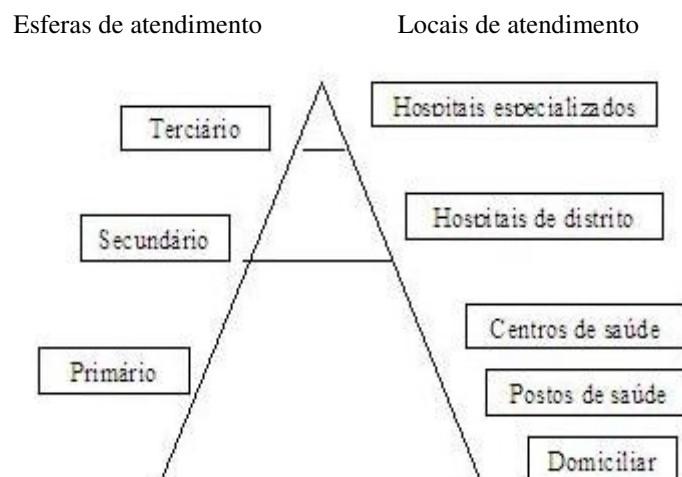 Esferas de atendimento Locais de atendimento
Hospitais especializados
Terciário
Hospitais de distrito
Secundário
Centros de saúde
Primário
Postos de saúde
Domiciliar